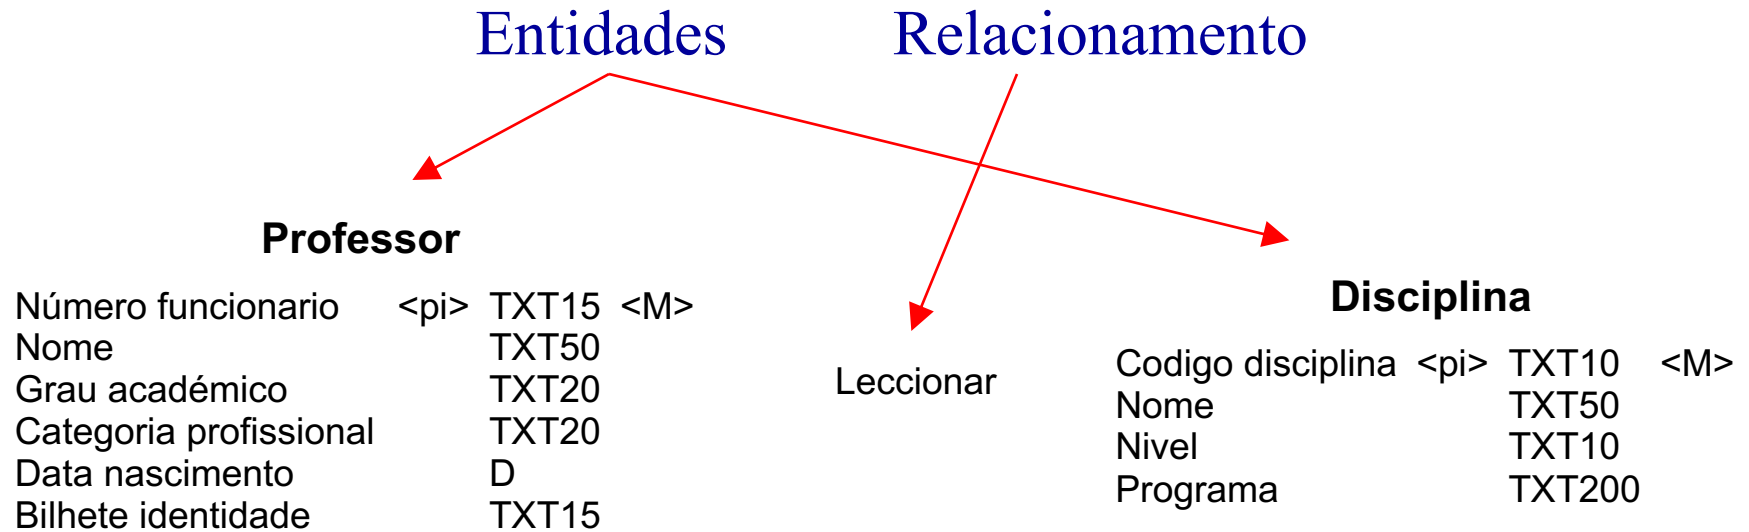 Entidades Relacionamento
Professor
Número funcionario <pi> TXT15 <M>
Nome TXT50
Grau académico TXT20
Categoria profissional TXT20
Data nascimento D
Bilhete identidade TXT15
Leccionar
Disciplina
Codigo disciplina <pi> TXT10 <M>
Nome TXT50
Nivel TXT10
Programa TXT200